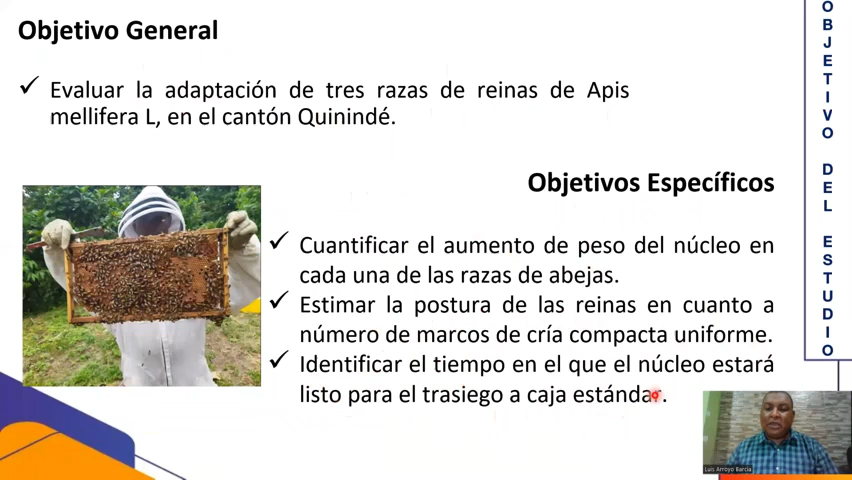 Objetivo General
Evaluar la adaptación de tres razas de reinas de Apis
mellifera L, en el cantón Quinindé.
Objetivos Específicos
Cuantificar el aumento de peso del núcleo en
cada una de las razas de abejas.
Estimar la postura de las reinas en cuanto a
número de marcos de cría compacta uniforme.
Identificar el tiempo en el que el núcleo estará
listo para el trasiego a caja estándar.
OBJETIVO DEL ESTUDIO
Luis Arroyo Barcia